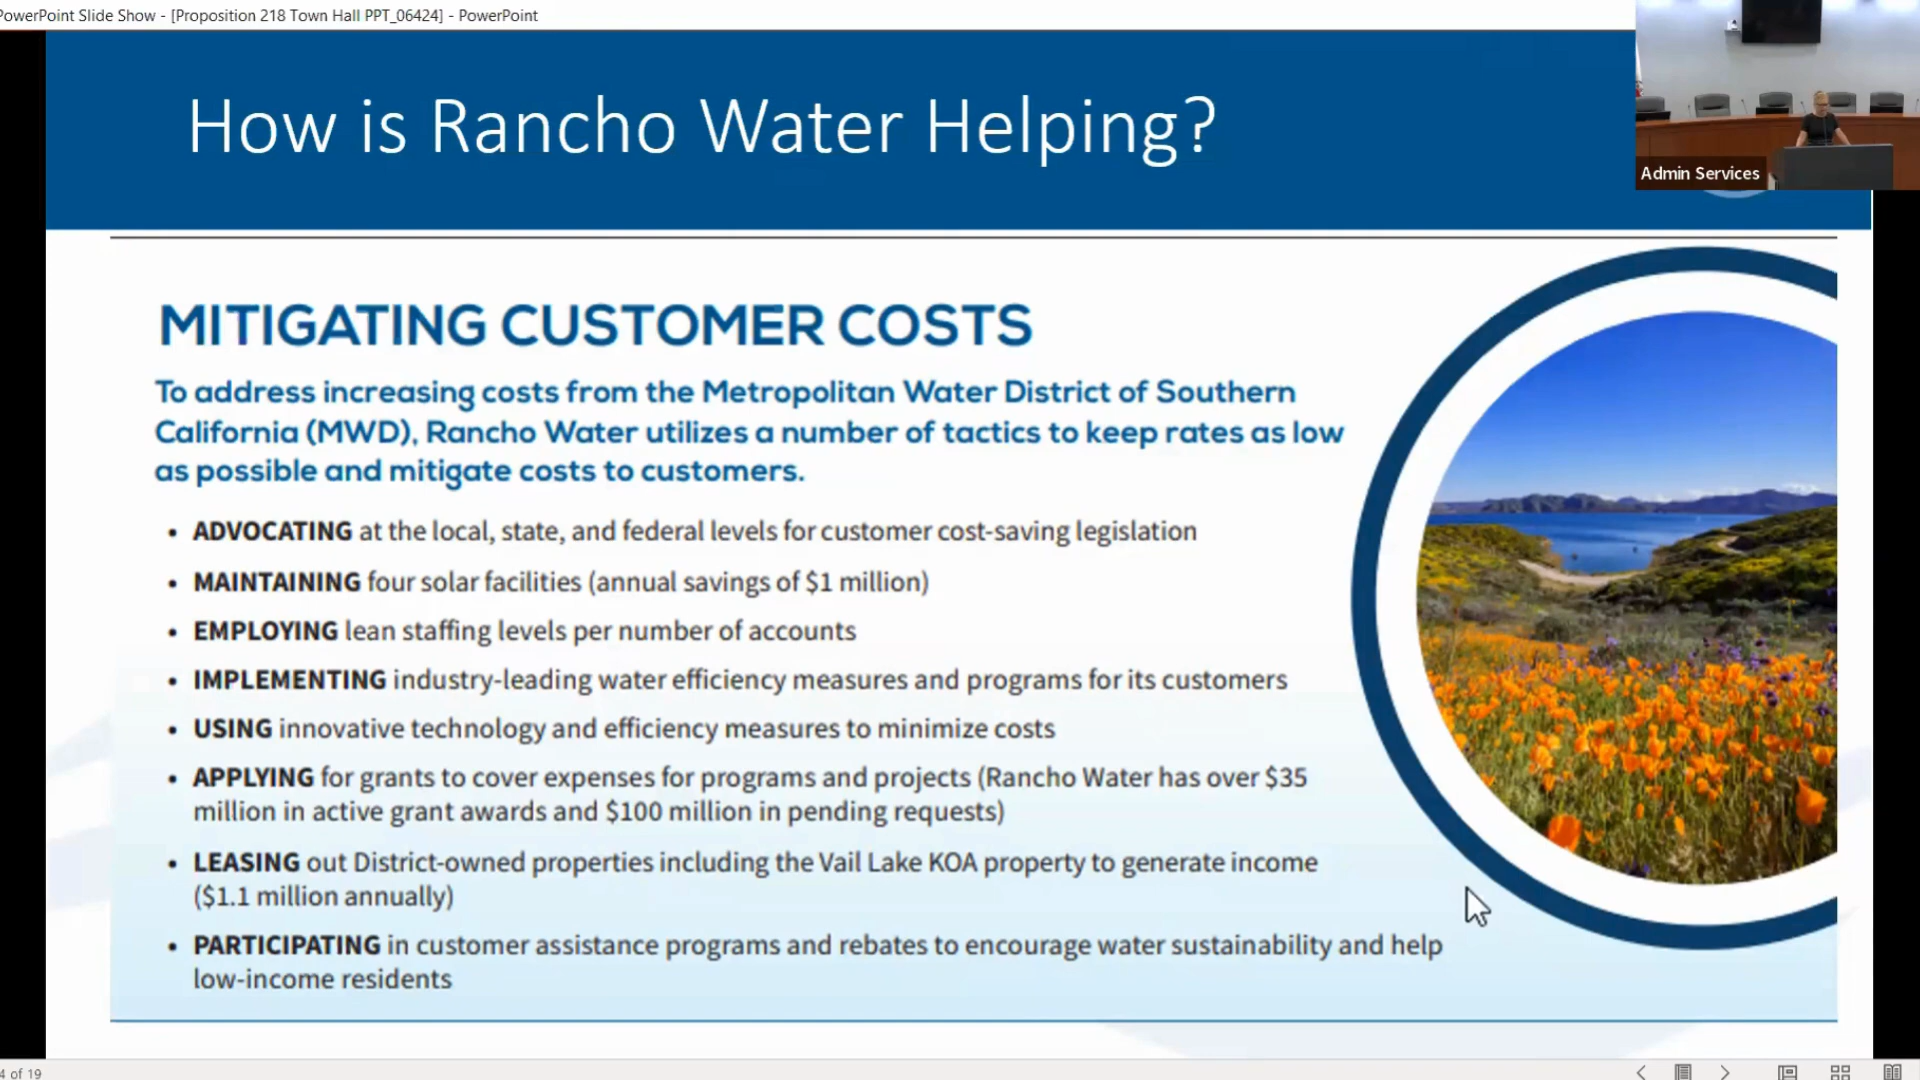 PowerPoint Slide Show - [Proposition 218 Town Hall PPT_06424] - PowerPoint
How is Rancho Water Helping?
Admin Services
MITIGATING CUSTOMER COSTS
To address increasing costs from the Metropolitan Water District of Southern
California (MWD), Rancho Water utilizes a number of tactics to keep rates as low
as possible and mitigate costs to customers.
• ADVOCATING at the local, state, and federal levels for customer cost-saving legislation
• MAINTAINING four solar facilities (annual savings of $1 million)
• EMPLOYING lean staffing levels per number of accounts
• IMPLEMENTING industry-leading water efficiency measures and programs for its customers
• USING innovative technology and efficiency measures to minimize costs
• APPLYING for grants to cover expenses for programs and projects (Rancho Water has over $35
million in active grant awards and $100 million in pending requests)
• LEASING out District-owned properties including the Vail Lake KOA property to generate income
($1.1 million annually)
• PARTICIPATING in customer assistance programs and rebates to encourage water sustainability and help
low-income residents
4 of 19